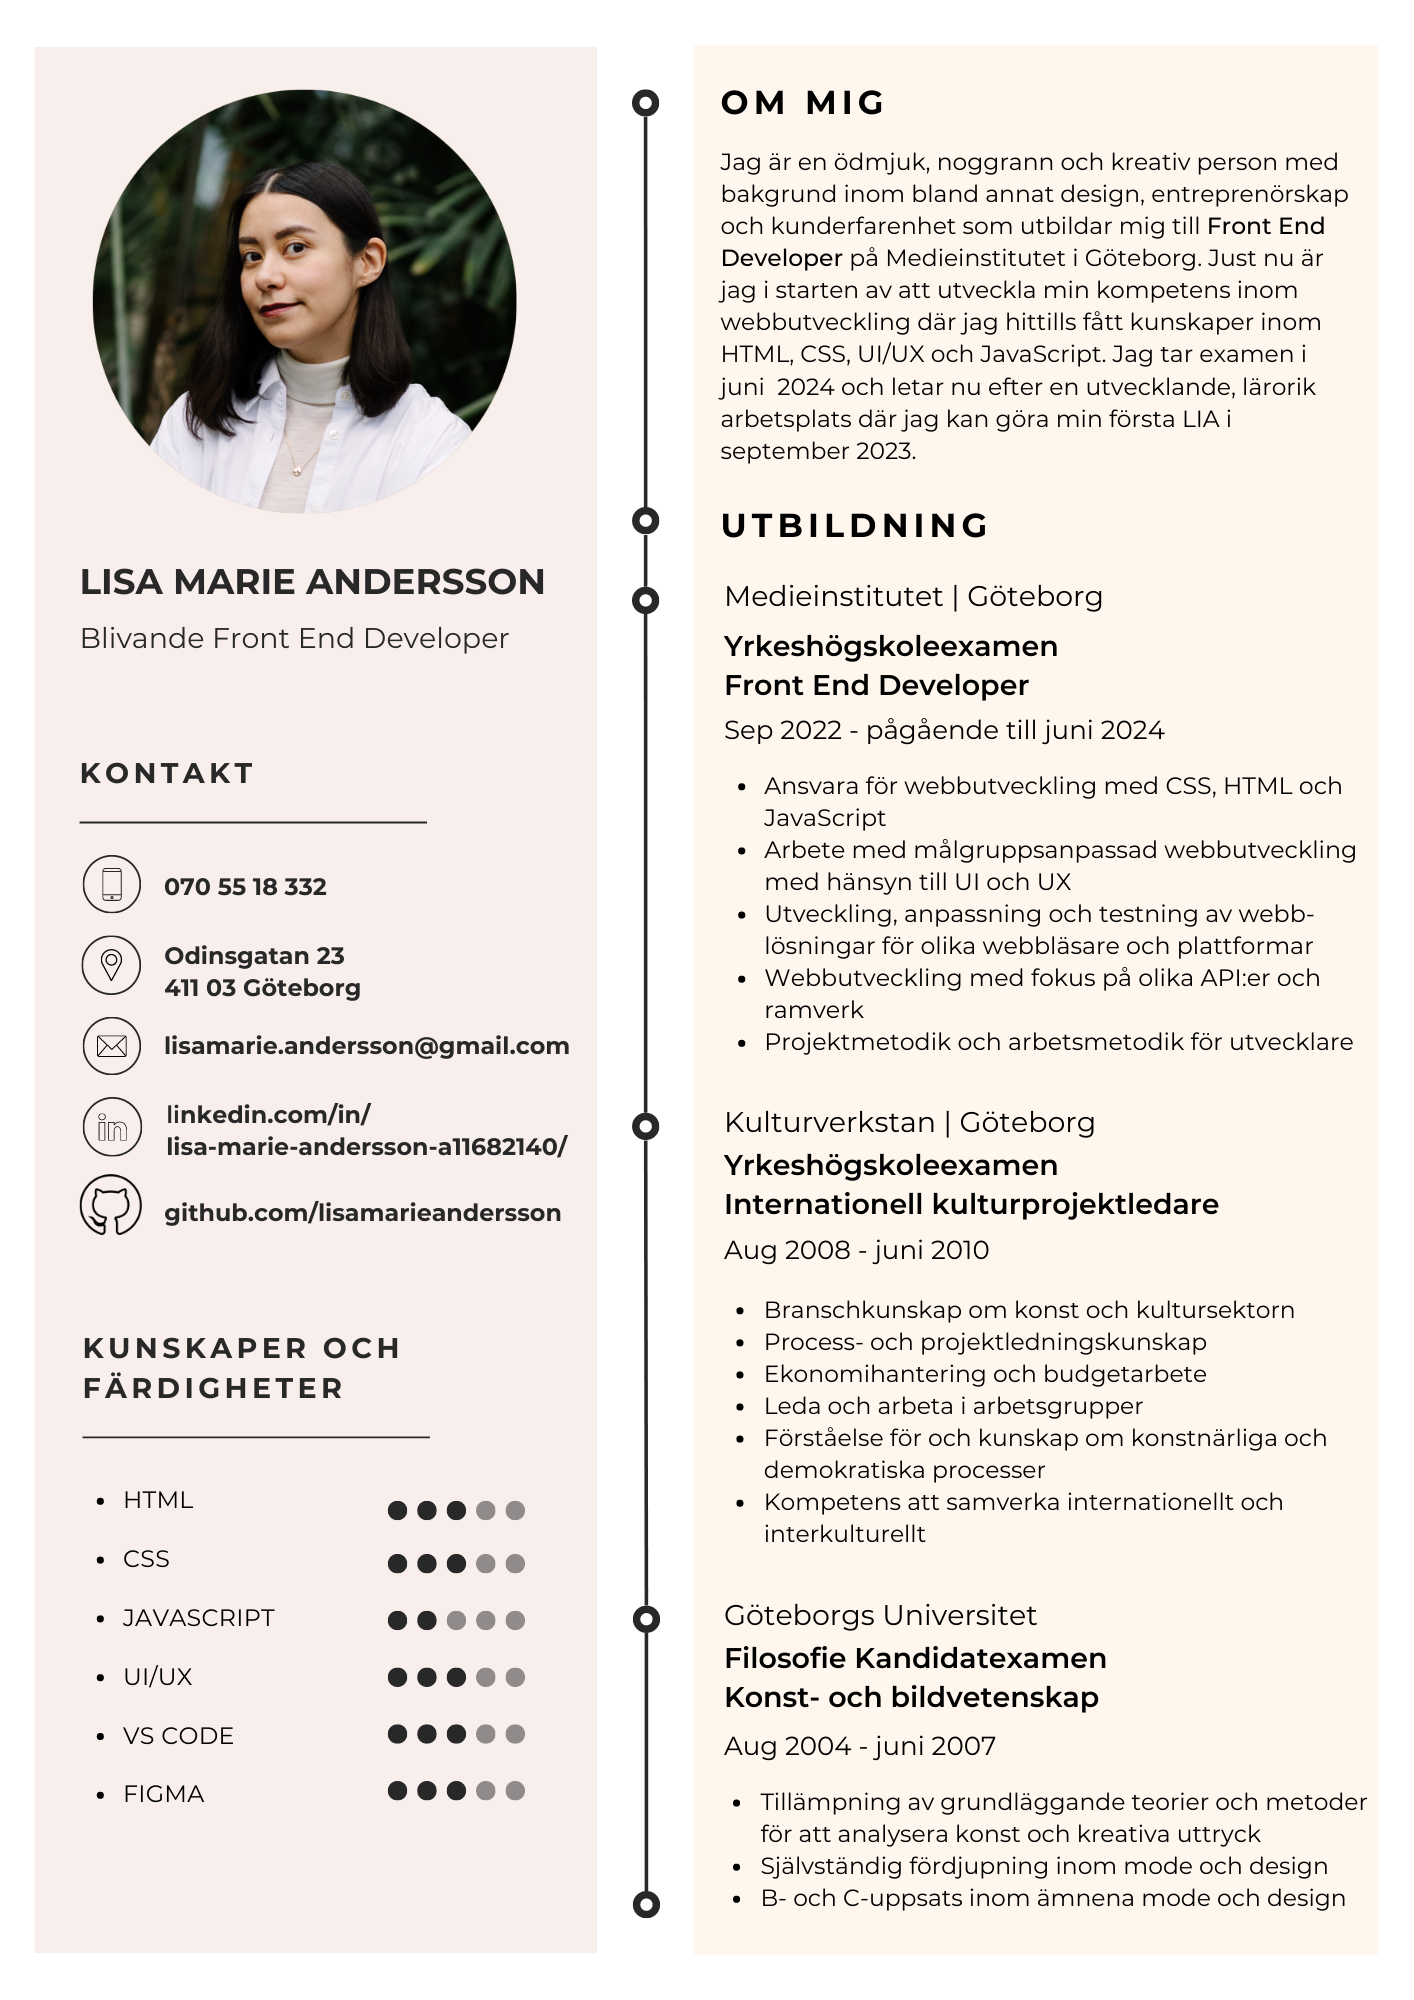 LISA MARIE ANDERSSON
Blivande Front End Developer
KONTAKT
070 55 18 332
Odinsgatan 23
411 03 Göteborg
lisamarie.andersson@gmail.com
in
linkedin.com/in/
lisa-marie-andersson-a11682140/
github.com/lisamarieandersson
KUNSKAPER OCH
FÄRDIGHETER
• HTML
• CSS
• JAVASCRIPT
• UI/UX
• VS CODE
• FIGMA
OM MIG
Jag är en ödmjuk, noggrann och kreativ person med
bakgrund inom bland annat design, entreprenörskap
och kunderfarenhet som utbildar mig till Front End
Developer på Medieinstitutet i Göteborg. Just nu är
jag i starten av att utveckla min kompetens inom
webbutveckling där jag hittills fått kunskaper inom
HTML, CSS, UI/UX och JavaScript. Jag tar examen i
juni  2024 och letar nu efter en utvecklande, lärorik
arbetsplats där jag kan göra min första LIA i
september 2023.
UTBILDNING
Medieinstitutet | Göteborg
Yrkeshögskoleexamen
Front End Developer
Sep 2022 - pågående till juni 2024
• Ansvara för webbutveckling med CSS, HTML och
JavaScript
• Arbete med målgruppsanpassad webbutveckling
med hänsyn till UI och UX
• Utveckling, anpassning och testning av webb-
lösningar för olika webbläsare och plattformar
• Webbutveckling med fokus på olika API:er och
ramverk
• Projektmetodik och arbetsmetodik för utvecklare
Kulturverkstan | Göteborg
Yrkeshögskoleexamen
Internationell kulturprojektledare
Aug 2008 - juni 2010
• Branschkunskap om konst och kultursektorn
• Process- och projektledningskunskap
• Ekonomihantering och budgetarbete
• Leda och arbeta i arbetsgrupper
• Förståelse för och kunskap om konstnärliga och
demokratiska processer
• Kompetens att samverka internationellt och
interkulturellt
Göteborgs Universitet
Filosofie Kandidatexamen
Konst- och bildvetenskap
Aug 2004 - juni 2007
• Tillämpning av grundläggande teorier och metoder
för att analysera konst och kreativa uttryck
• Självständig fördjupning inom mode och design
• B- och C-uppsats inom ämnena mode och design